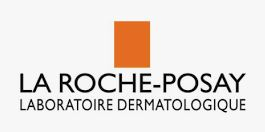 LA ROCHE-POSAY
LABORATOIRE DERMATOLOGIQUE